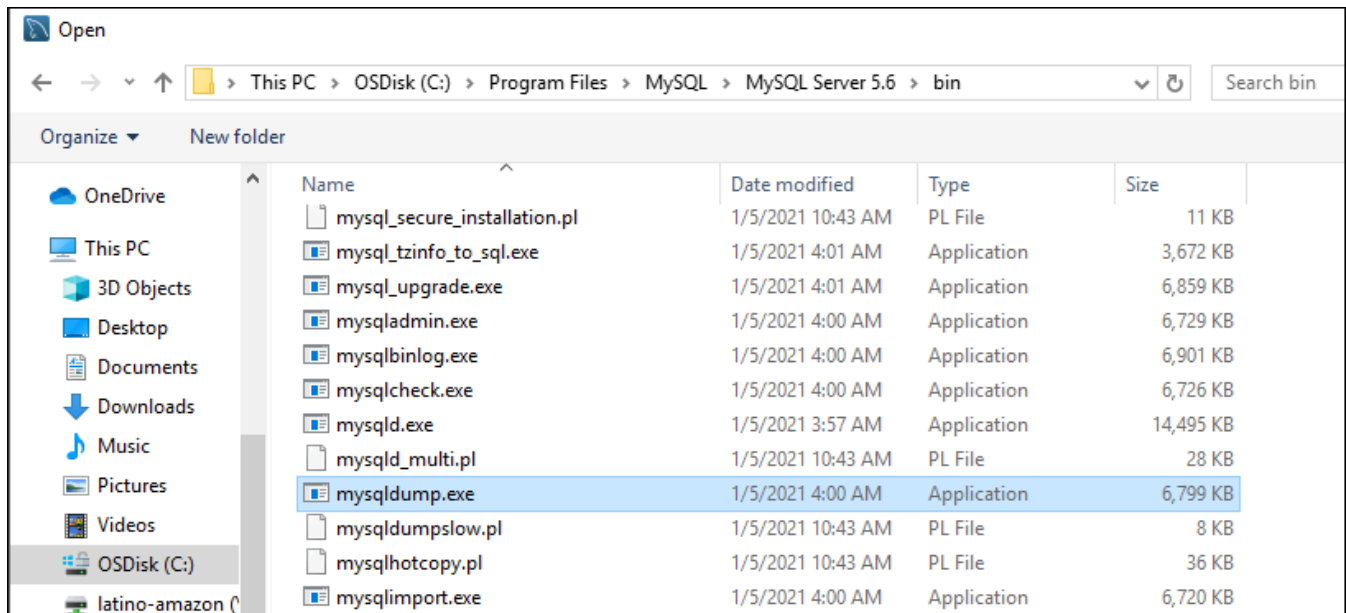 Open
This PC > OSDisk (C:) > Program Files > MySQL > MySQL Server 5.6 > bin
Search bin
Organize
New folder
OneDrive
This PC
3D Objects
Desktop
Documents
Downloads
Music
Pictures
Videos
OSDisk (C:)
latino-amazon ('
Name Date modified Type Size
mysql_secure_installation.pl 1/5/2021 10:43 AM PL File 11 KB
mysql_tzinfo_to_sql.exe 1/5/2021 4:01 AM Application 3,672 KB
mysql_upgrade.exe 1/5/2021 4:01 AM Application 6,859 KB
mysqladmin.exe 1/5/2021 4:00 AM Application 6,729 KB
mysqlbinlog.exe 1/5/2021 4:00 AM Application 6,901 KB
mysqlcheck.exe 1/5/2021 4:00 AM Application 6,726 KB
mysqld.exe 1/5/2021 3:57 AM Application 14,495 KB
mysqld_multi.pl 1/5/2021 10:43 AM PL File 28 KB
mysqldump.exe 1/5/2021 4:00 AM Application 6,799 KB
mysqldumpslow.pl 1/5/2021 10:43 AM PL File 8 KB
mysqlhotcopy.pl 1/5/2021 10:43 AM PL File 36 KB
mysqlimport.exe 1/5/2021 4:00 AM Application 6,720 KB